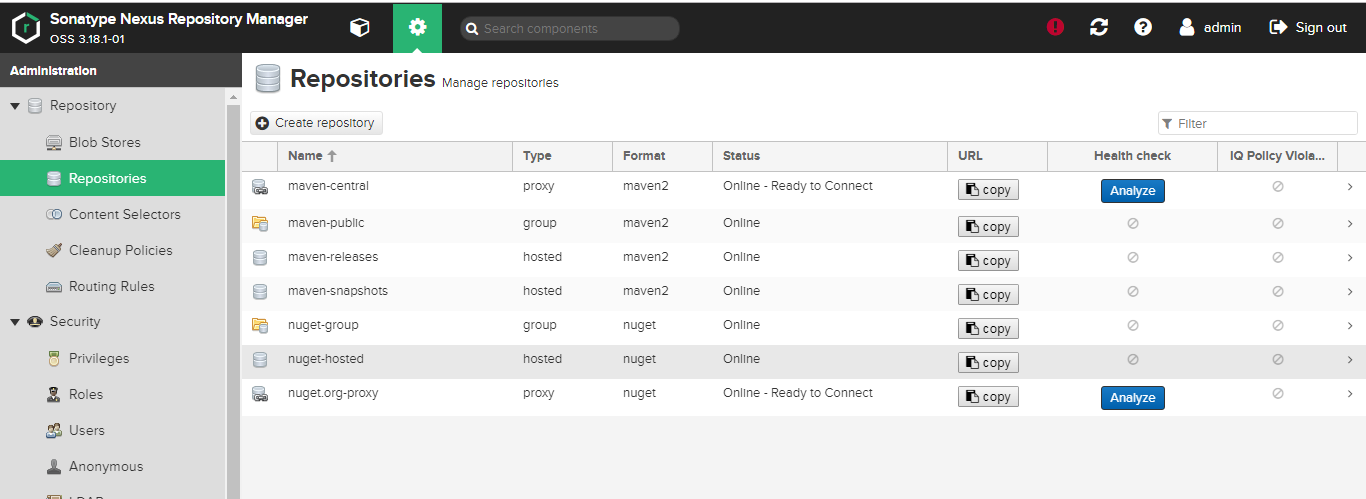 Sonatype Nexus Repository Manager
OSS 3.18.1-01
Search components
admin
Sign out
Administration
Repository
Blob Stores
Repositories
Content Selectors
Cleanup Policies
Routing Rules
Security
Privileges
Roles
Users
Anonymous
LDAP
Repositories Manage repositories
Create repository
Filter
Name Type Format Status URL Health check IQ Policy Viola...
maven-central proxy maven2 Online - Ready to Connect copy Analyze
maven-public group maven2 Online copy
maven-releases hosted maven2 Online copy
maven-snapshots hosted maven2 Online copy
nuget-group group nuget Online copy
nuget-hosted hosted nuget Online copy
nuget.org-proxy proxy nuget Online - Ready to Connect copy Analyze